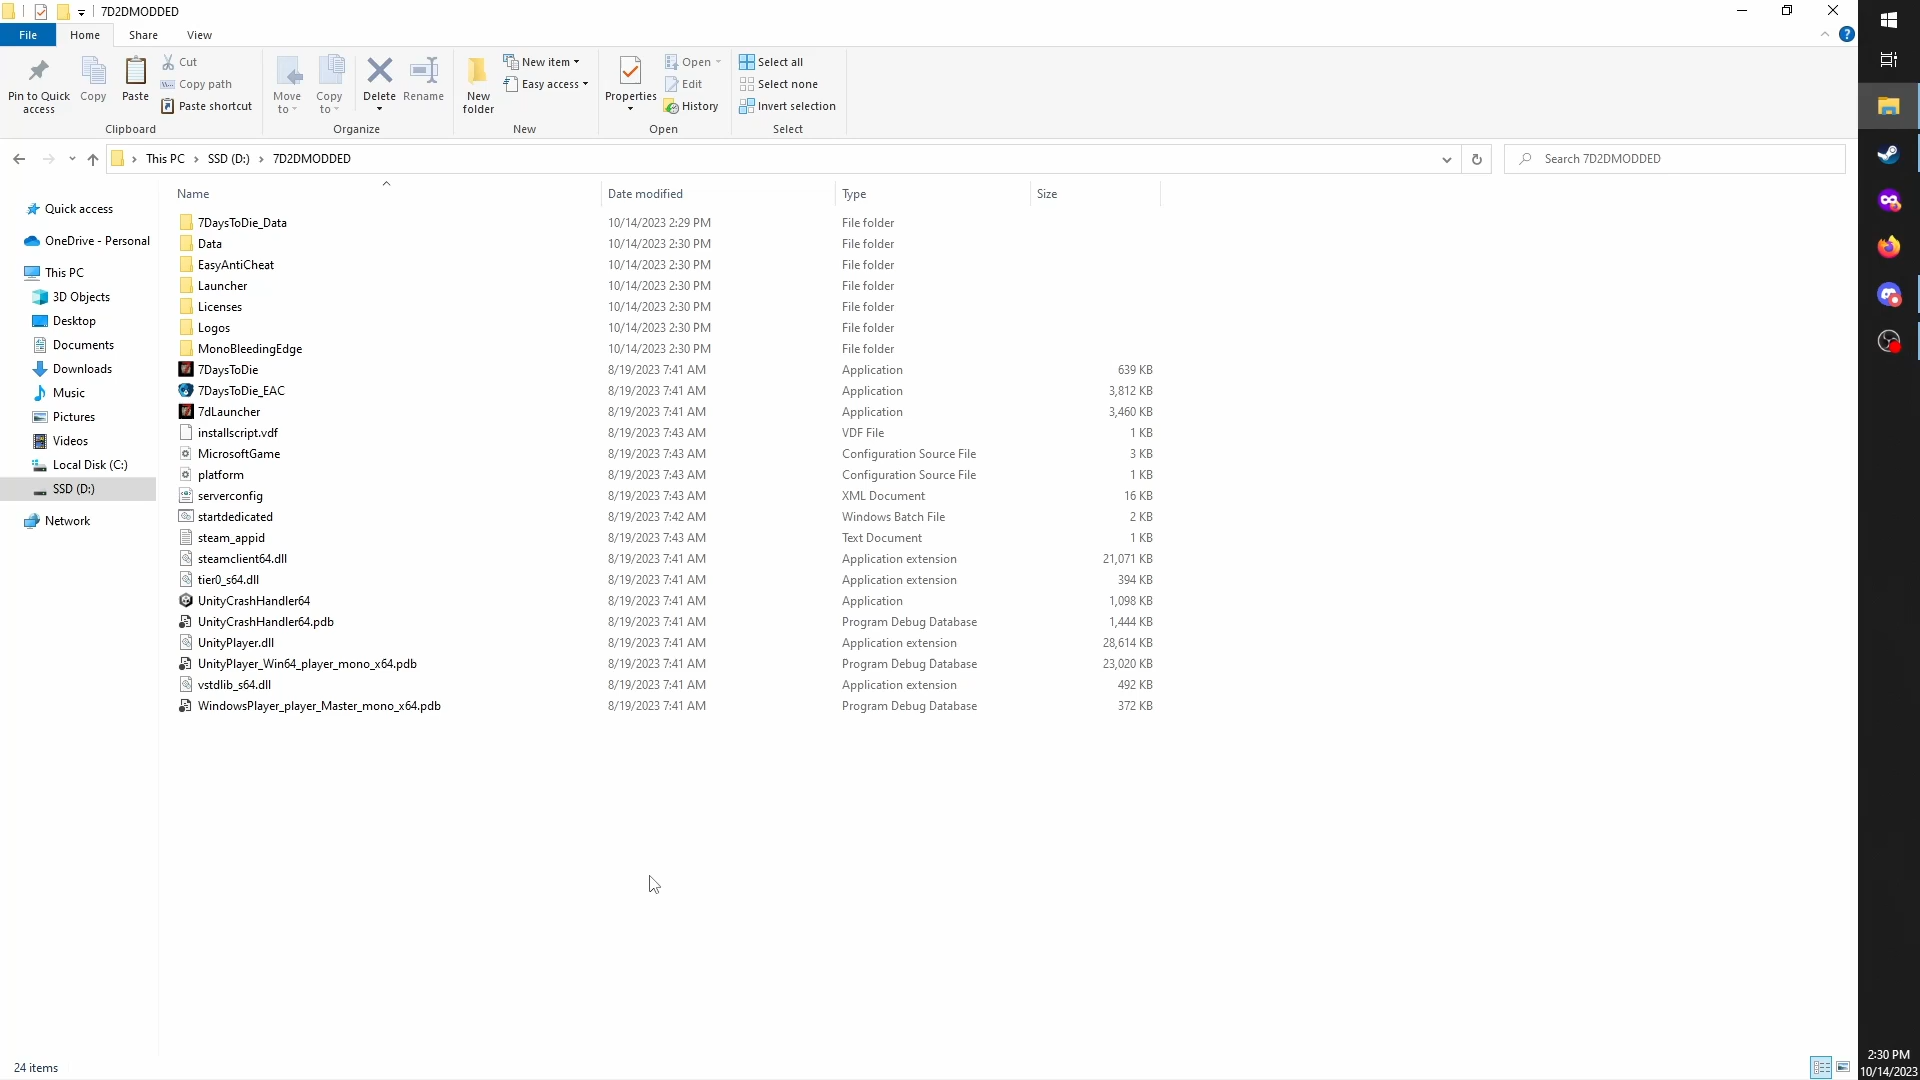 7D2DMODDED
File Home Share View
Pin to Quick access
Copy
Paste
Cut
Copy path
Paste shortcut
Clipboard
Move to
Copy to
Delete
Rename
Organize
New folder
New item
Easy access
New
Properties
Open
Edit
History
Open
Select all
Select none
Invert selection
Select
This PC SSD (D:) 7D2DMODDED
Search 7D2DMODDED
Quick access
OneDrive - Personal
This PC
3D Objects
Desktop
Documents
Downloads
Music
Pictures
Videos
Local Disk (C:)
SSD (D:)
Network
Name Date modified Type Size
7DaysToDie_Data 10/14/2023 2:29 PM File folder
Data 10/14/2023 2:30 PM File folder
EasyAntiCheat 10/14/2023 2:30 PM File folder
Launcher 10/14/2023 2:30 PM File folder
Licenses 10/14/2023 2:30 PM File folder
Logos 10/14/2023 2:30 PM File folder
MonoBleedingEdge 10/14/2023 2:30 PM File folder
7DaysToDie 8/19/2023 7:41 AM Application 639 KB
7DaysToDie_EAC 8/19/2023 7:41 AM Application 3,812 KB
7dLauncher 8/19/2023 7:41 AM Application 3,460 KB
installscript.vdf 8/19/2023 7:43 AM VDF File 1 KB
MicrosoftGame 8/19/2023 7:43 AM Configuration Source File 3 KB
platform 8/19/2023 7:43 AM Configuration Source File 1 KB
serverconfig 8/19/2023 7:43 AM XML Document 16 KB
startdedicated 8/19/2023 7:42 AM Windows Batch File 2 KB
steam_appid 8/19/2023 7:43 AM Text Document 1 KB
steamclient64.dll 8/19/2023 7:41 AM Application extension 21,071 KB
tier0_s64.dll 8/19/2023 7:41 AM Application extension 394 KB
UnityCrashHandler64 8/19/2023 7:41 AM Application 1,098 KB
UnityCrashHandler64.pdb 8/19/2023 7:41 AM Program Debug Database 1,444 KB
UnityPlayer.dll 8/19/2023 7:41 AM Application extension 28,614 KB
UnityPlayer_Win64_player_mono_x64.pdb 8/19/2023 7:41 AM Program Debug Database 23,020 KB
vstdlib_s64.dll 8/19/2023 7:41 AM Application extension 492 KB
WindowsPlayer_player_Master_mono_x64.pdb 8/19/2023 7:41 AM Program Debug Database 372 KB
24 items
2:30 PM
10/14/2023